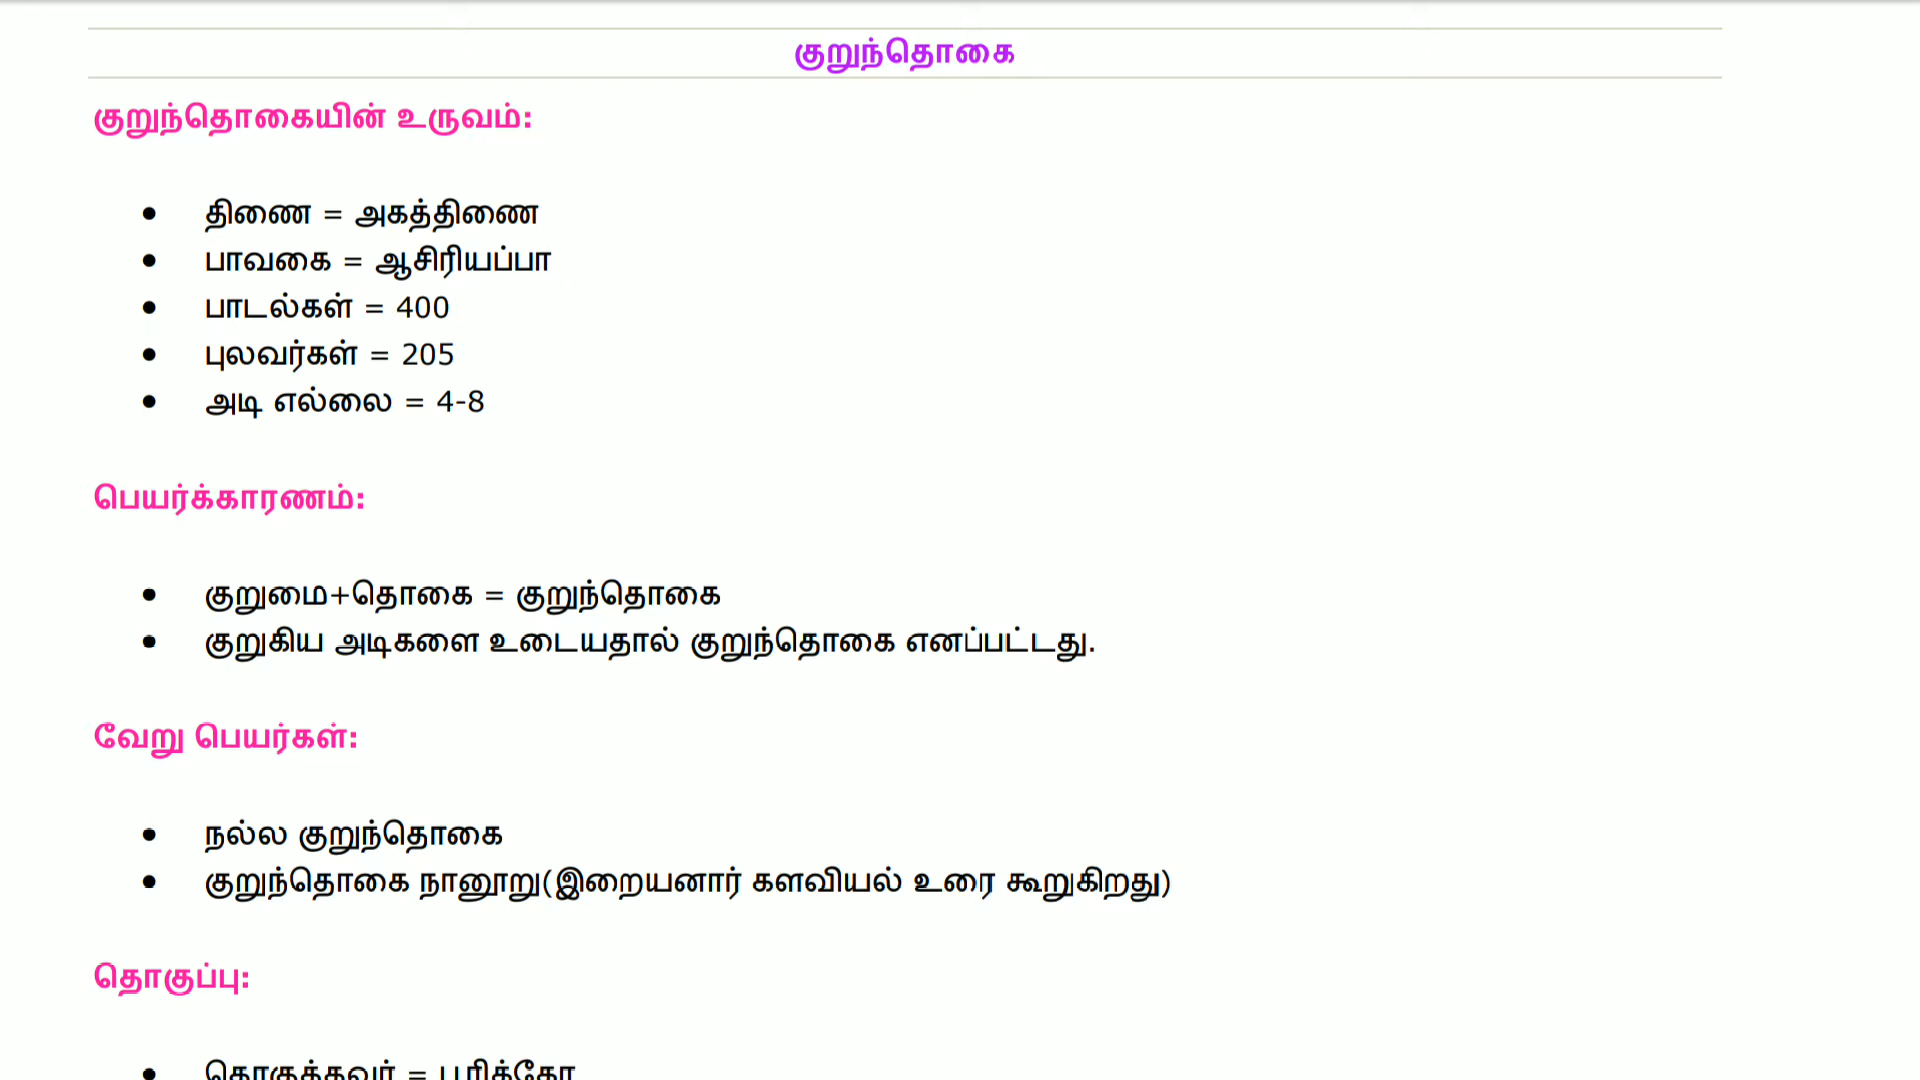 குறுந்தொகை
குறுந்தொகையின் உருவம்:
• திணை = அகத்திணை
• பாவகை = ஆசிரியப்பா
• பாடல்கள் = 400
• புலவர்கள் = 205
• அடி எல்லை = 4-8
பெயர்க்காரணம்:
• குறுமை+தொகை = குறுந்தொகை
• குறுகிய அடிகளை உடையதால் குறுந்தொகை எனப்பட்டது.
வேறு பெயர்கள்:
• நல்ல குறுந்தொகை
• குறுந்தொகை நானூறு(இறையனார் களவியல் உரை கூறுகிறது)
தொகுப்பு:
• தொகுத்தவர் = பூரிக்கோ